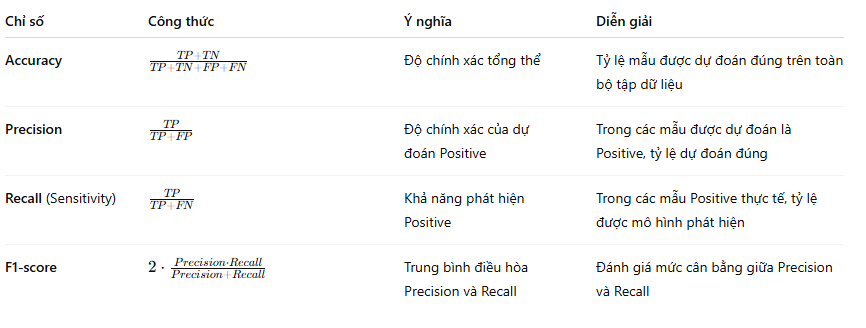 Chỉ số Công thức Ý nghĩa Diễn giải
Accuracy $\frac{TP+TN}{TP+TN+FP+FN}$ Độ chính xác tổng thể Tỷ lệ mẫu được dự đoán đúng trên toàn
bộ tập dữ liệu
Precision $\frac{TP}{TP+FP}$ Độ chính xác của dự Trong các mẫu được dự đoán là
đoán Positive Positive, tỷ lệ dự đoán đúng
Recall (Sensitivity) $\frac{TP}{TP+FN}$ Khả năng phát hiện Trong các mẫu Positive thực tế, tỷ lệ
Positive được mô hình phát hiện
F1-score $2 \cdot \frac{Precision \cdot Recall}{Precision+Recall}$ Trung bình điều hòa Đánh giá mức cân bằng giữa Precision
Precision và Recall và Recall